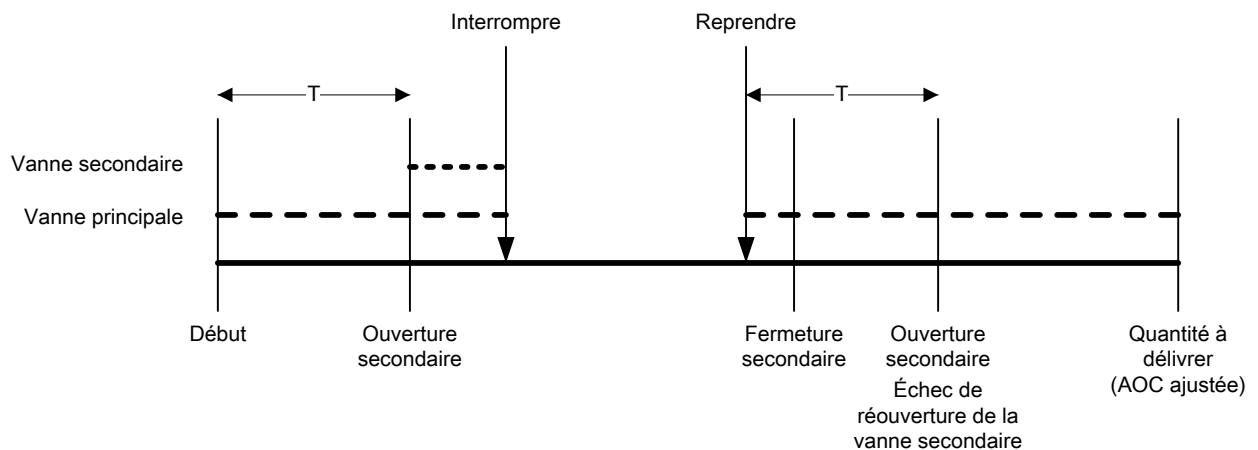 Interrompre
Reprendre
T
T
Vanne secondaire
Vanne principale
Début
Ouverture
secondaire
Fermeture
secondaire
Ouverture
secondaire
Échec de
réouverture de la
vanne secondaire
Quantité à
délivrer
(AOC ajustée)